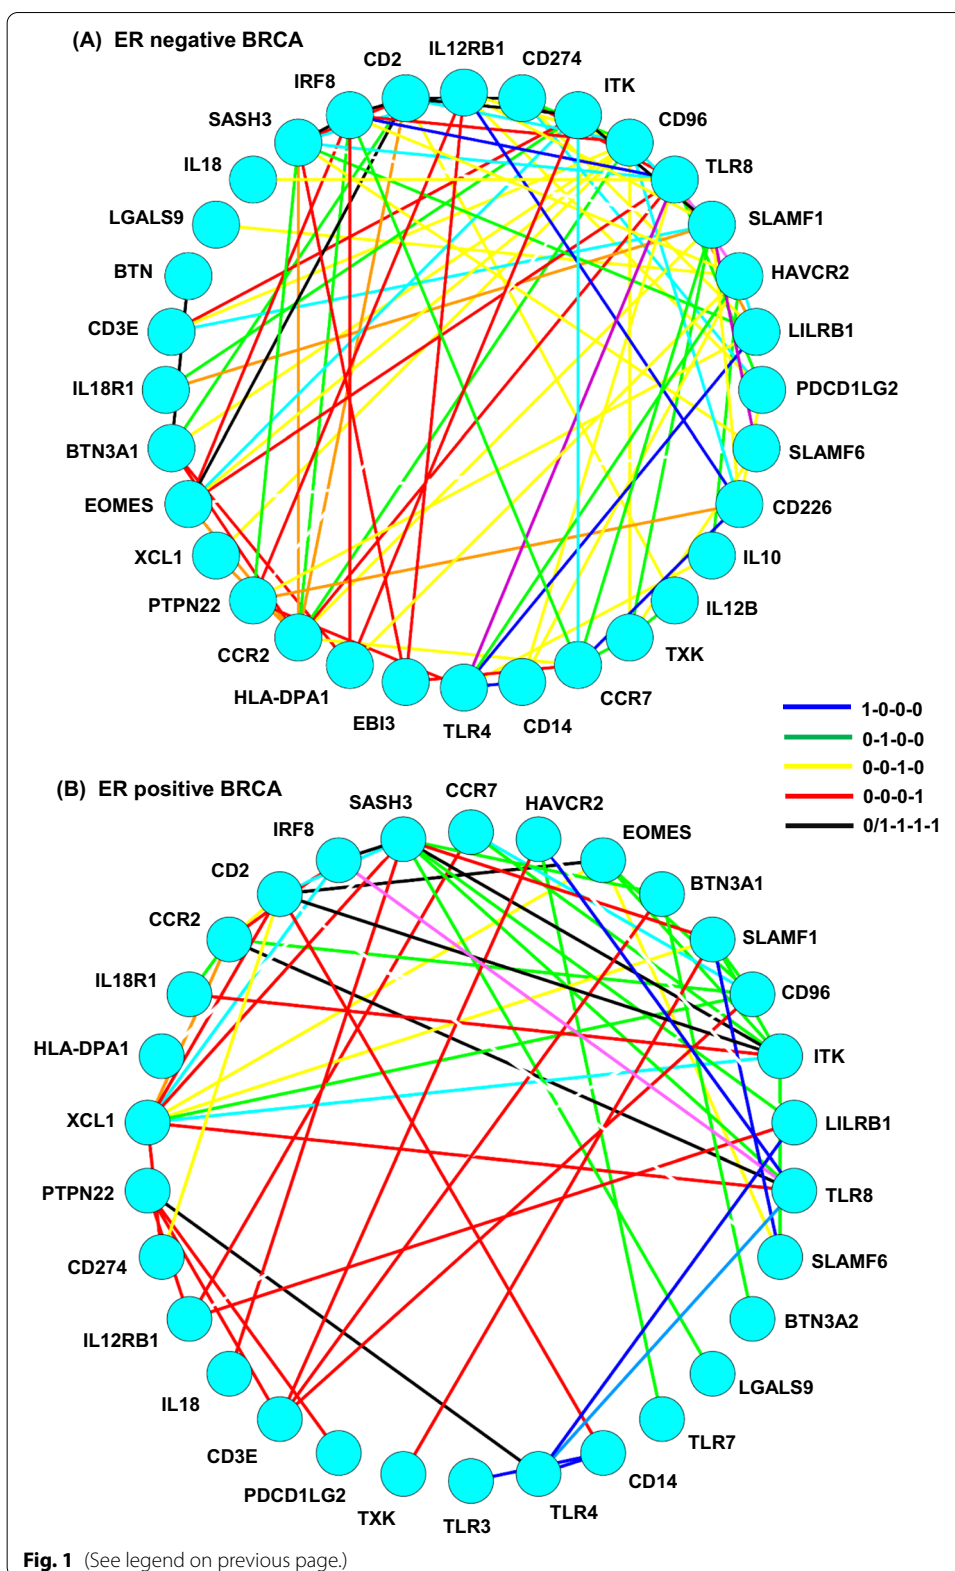 (A) ER negative BRCA
IL12RB1
CD2
CD274
IRF8
ITK
SASH3
CD96
IL18
TLR8
LGALS9
SLAMF1
BTN
HAVCR2
CD3E
LILRB1
IL18R1
PDCD1LG2
BTN3A1
SLAMF6
EOMES
CD226
XCL1
IL10
PTPN22
IL12B
CCR2
TXK
HLA-DPA1
CCR7
EBI3
TLR4
CD14
1-0-0-0
0-1-0-0
0-0-1-0
0-0-0-1
0/1-1-1-1
(B) ER positive BRCA
SASH3
CCR7
HAVCR2
IRF8
EOMES
CD2
BTN3A1
CCR2
SLAMF1
IL18R1
CD96
HLA-DPA1
ITK
XCL1
LILRB1
PTPN22
TLR8
CD274
SLAMF6
IL12RB1
BTN3A2
IL18
LGALS9
CD3E
TLR7
PDCD1LG2
CD14
TXK
TLR3
TLR4
Fig. 1 (See legend on previous page.)